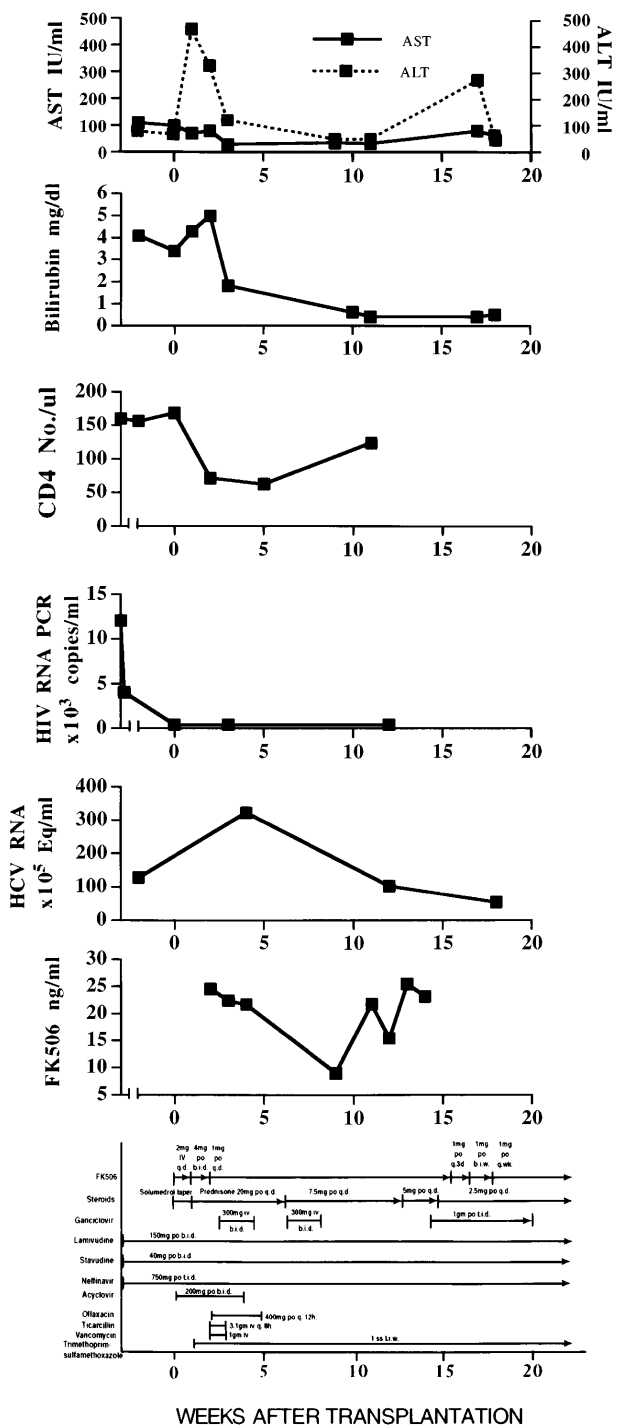 AST IU/ml
500
400
300
200
100
0
AST
ALT
500
400
300
200
100
0
ALT IU/ml
0 5 10 15 20
Bilirubin mg/dl
6
5
4
3
2
1
0
0 5 10 15 20
CD4 No./ul
200
150
100
50
0
0 5 10 15 20
HIV RNA PCR
x10³ copies/ml
15
10
5
0
0 5 10 15 20
HCV RNA
x10⁵ Eq/ml
400
300
200
100
0
0 5 10 15 20
FK506 ng/ml
30
25
20
15
10
5
0 5 10 15 20
2mg IV q.d.
4mg po b.i.d.
1mg po q.d.
1mg po q.3d
1mg po b.i.w.
1mg po q.wk.
FK506
Solumedrol taper Prednisone 20mg po q.d. 7.5mg po q.d. 5mg po q.d. 2.5mg po q.d.
Steroids
Ganciclovir
300mg iv b.i.d.
300mg iv b.i.d.
1gm po t.i.d.
Lamivudine 150mg po b.i.d.
Stavudine 40mg po b.i.d.
Nelfinavir 750mg po t.i.d.
Acyclovir 200mg po b.i.d.
Ofloxacin 400mg po q. 12h.
Ticarcillin 3.1gm iv q. 8h
Vancomycin 1gm iv
Trimethoprim- 1 ss t.i.w.
sulfamethoxazole
WEEKS AFTER TRANSPLANTATION